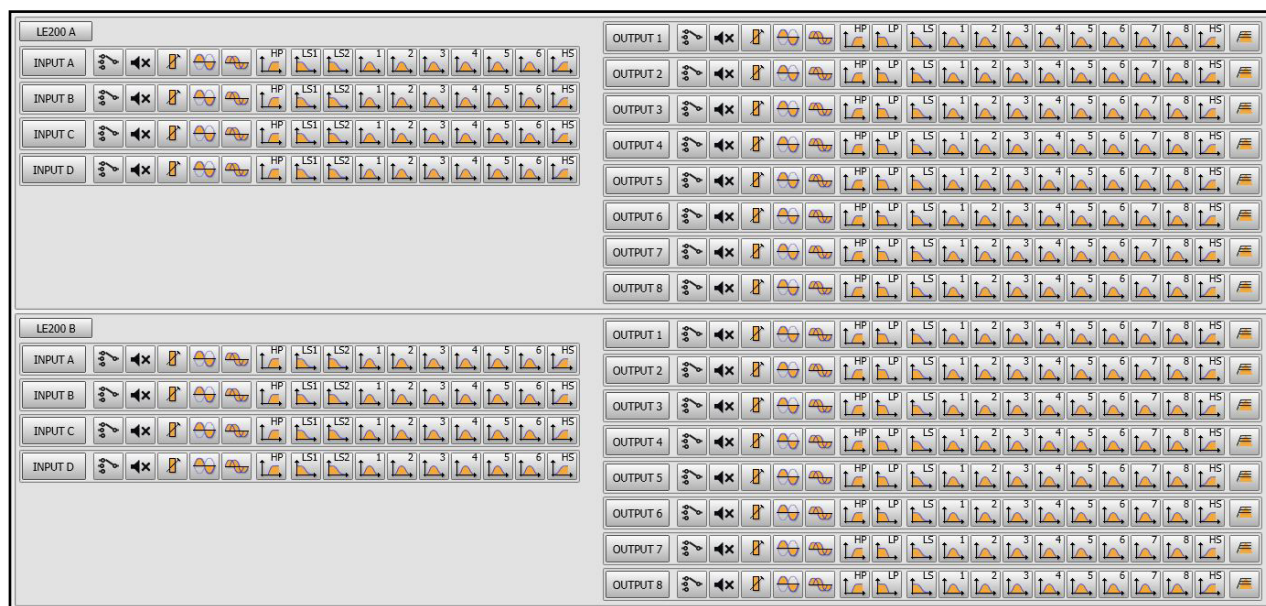 LE200 A
INPUT A HP LS1 LS2 1 2 3 4 5 6 HS
INPUT B HP LS1 LS2 1 2 3 4 5 6 HS
INPUT C HP LS1 LS2 1 2 3 4 5 6 HS
INPUT D HP LS1 LS2 1 2 3 4 5 6 HS
OUTPUT 1 HP LP LS 1 2 3 4 5 6 7 8 HS
OUTPUT 2 HP LP LS 1 2 3 4 5 6 7 8 HS
OUTPUT 3 HP LP LS 1 2 3 4 5 6 7 8 HS
OUTPUT 4 HP LP LS 1 2 3 4 5 6 7 8 HS
OUTPUT 5 HP LP LS 1 2 3 4 5 6 7 8 HS
OUTPUT 6 HP LP LS 1 2 3 4 5 6 7 8 HS
OUTPUT 7 HP LP LS 1 2 3 4 5 6 7 8 HS
OUTPUT 8 HP LP LS 1 2 3 4 5 6 7 8 HS
LE200 B
INPUT A HP LS1 LS2 1 2 3 4 5 6 HS
INPUT B HP LS1 LS2 1 2 3 4 5 6 HS
INPUT C HP LS1 LS2 1 2 3 4 5 6 HS
INPUT D HP LS1 LS2 1 2 3 4 5 6 HS
OUTPUT 1 HP LP LS 1 2 3 4 5 6 7 8 HS
OUTPUT 2 HP LP LS 1 2 3 4 5 6 7 8 HS
OUTPUT 3 HP LP LS 1 2 3 4 5 6 7 8 HS
OUTPUT 4 HP LP LS 1 2 3 4 5 6 7 8 HS
OUTPUT 5 HP LP LS 1 2 3 4 5 6 7 8 HS
OUTPUT 6 HP LP LS 1 2 3 4 5 6 7 8 HS
OUTPUT 7 HP LP LS 1 2 3 4 5 6 7 8 HS
OUTPUT 8 HP LP LS 1 2 3 4 5 6 7 8 HS